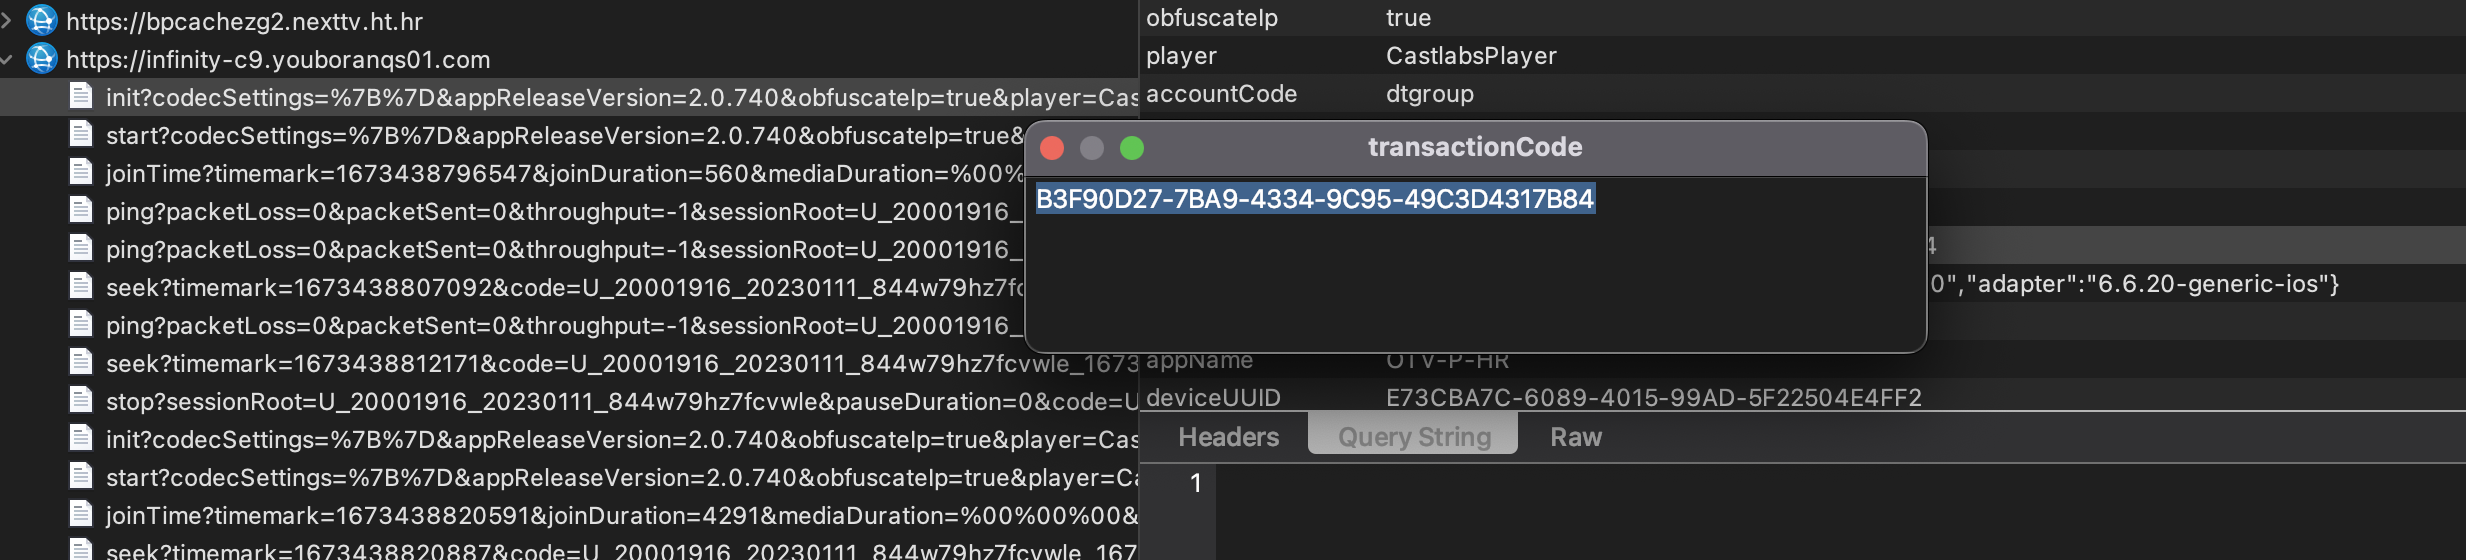 https://bpcachezg2.nexttv.ht.hr
https://infinity-c9.youboranqs01.com
init?codecSettings=%7B%7D&appReleaseVersion=2.0.740&obfuscateIp=true&player=Cas
start?codecSettings=%7B%7D&appReleaseVersion=2.0.740&obfuscateIp=true&
joinTime?timemark=1673438796547&joinDuration=560&mediaDuration=%00%
ping?packetLoss=0&packetSent=0&throughput=-1&sessionRoot=U_20001916_
ping?packetLoss=0&packetSent=0&throughput=-1&sessionRoot=U_20001916_
seek?timemark=1673438807092&code=U_20001916_20230111_844w79hz7fc
ping?packetLoss=0&packetSent=0&throughput=-1&sessionRoot=U_20001916_
seek?timemark=1673438812171&code=U_20001916_20230111_844w79hz7fcvwle_1673
stop?sessionRoot=U_20001916_20230111_844w79hz7fcvwle&pauseDuration=0&code=U
init?codecSettings=%7B%7D&appReleaseVersion=2.0.740&obfuscateIp=true&player=Cas
start?codecSettings=%7B%7D&appReleaseVersion=2.0.740&obfuscateIp=true&player=Ca
joinTime?timemark=1673438820591&joinDuration=4291&mediaDuration=%00%00%00&
seek?timemark=1673438820887&code=U_20001916_20230111_844w79hz7fcvwle_167
obfuscateIp true
player CastlabsPlayer
accountCode dtgroup
transactionCode
B3F90D27-7BA9-4334-9C95-49C3D4317B84
4
0","adapter":"6.6.20-generic-ios"}
appName OTV-P-HR
deviceUUID E73CBA7C-6089-4015-99AD-5F22504E4FF2
Headers Query String Raw
1